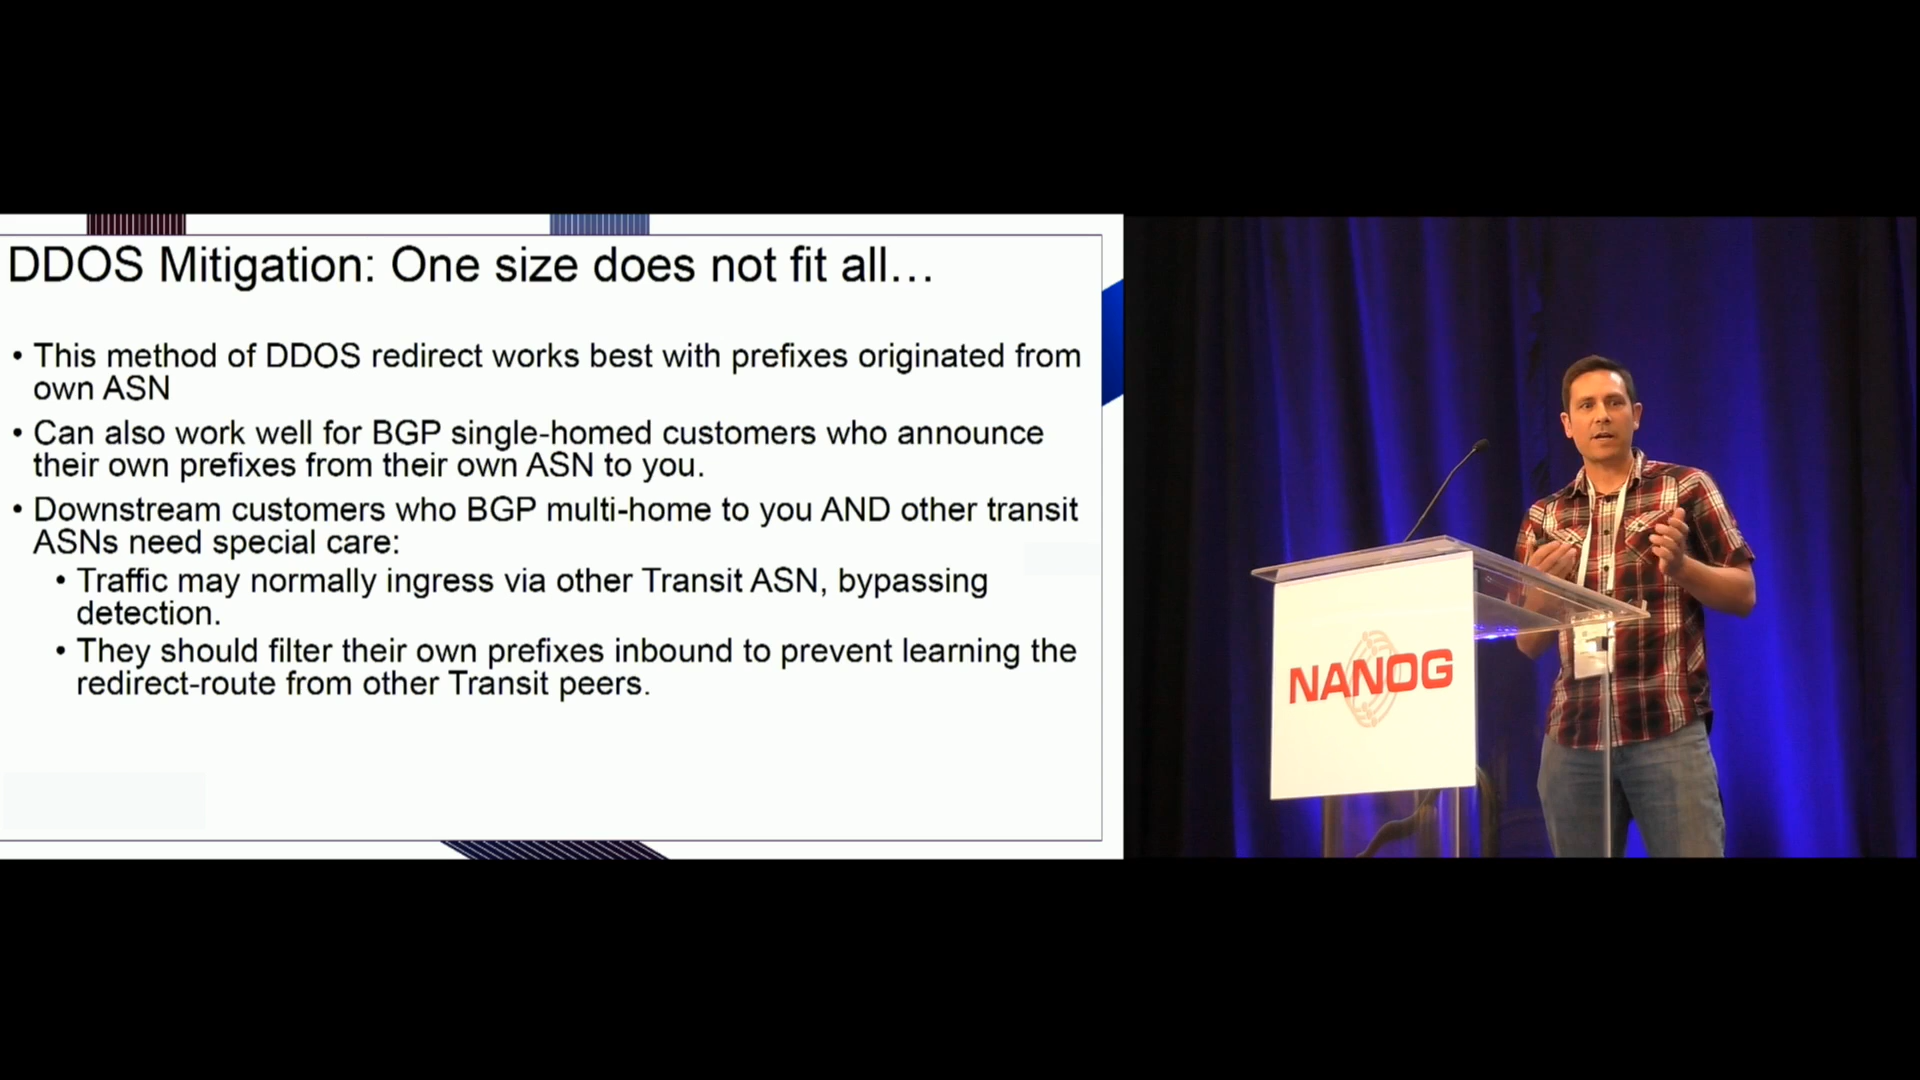 DDOS Mitigation: One size does not fit all…
• This method of DDOS redirect works best with prefixes originated from
own ASN
• Can also work well for BGP single-homed customers who announce
their own prefixes from their own ASN to you.
• Downstream customers who BGP multi-home to you AND other transit
ASNs need special care:
• Traffic may normally ingress via other Transit ASN, bypassing
detection.
• They should filter their own prefixes inbound to prevent learning the
redirect-route from other Transit peers.
NANOG